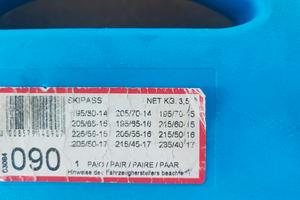 SKIPASS NET KG. 3,5
195/80-14 205/70-14 195/70-15
205/65-15 195/65-16 215/60-15
225/55-15 205/55-16 215/50-16
205/50-17 215/45-17 235/40-17
090
1 PAIO / PAIR / PAIRE / PAAR
Hinweise des Fahrzeugherstellers beachten